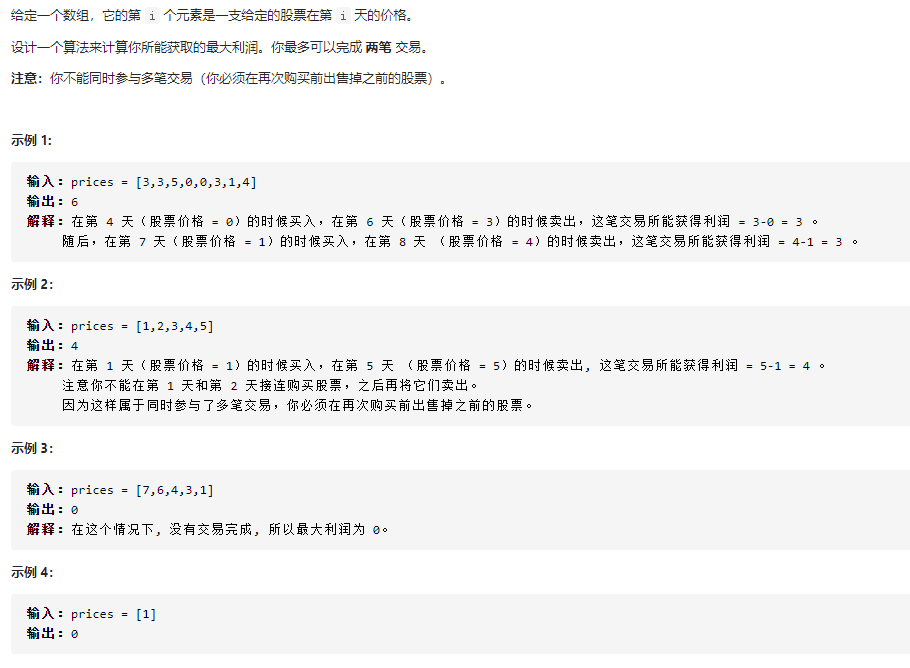 给定一个数组，它的第 i 个元素是一支给定的股票在第 i 天的价格。
设计一个算法来计算你所能获取的最大利润。你最多可以完成 两笔 交易。
注意：你不能同时参与多笔交易（你必须在再次购买前出售掉之前的股票）。
示例 1:
输入：prices = [3,3,5,0,0,3,1,4]
输出：6
解释：在第 4 天（股票价格 = 0）的时候买入，在第 6 天（股票价格 = 3）的时候卖出，这笔交易所能获得利润 = 3-0 = 3 。
随后，在第 7 天（股票价格 = 1）的时候买入，在第 8 天 （股票价格 = 4）的时候卖出，这笔交易所能获得利润 = 4-1 = 3 。
示例 2：
输入：prices = [1,2,3,4,5]
输出：4
解释：在第 1 天（股票价格 = 1）的时候买入，在第 5 天 （股票价格 = 5）的时候卖出, 这笔交易所能获得利润 = 5-1 = 4 。
注意你不能在第 1 天和第 2 天接连购买股票，之后再将它们卖出。
因为这样属于同时参与了多笔交易，你必须在再次购买前出售掉之前的股票。
示例 3：
输入：prices = [7,6,4,3,1]
输出：0
解释：在这个情况下, 没有交易完成, 所以最大利润为 0。
示例 4：
输入：prices = [1]
输出：0